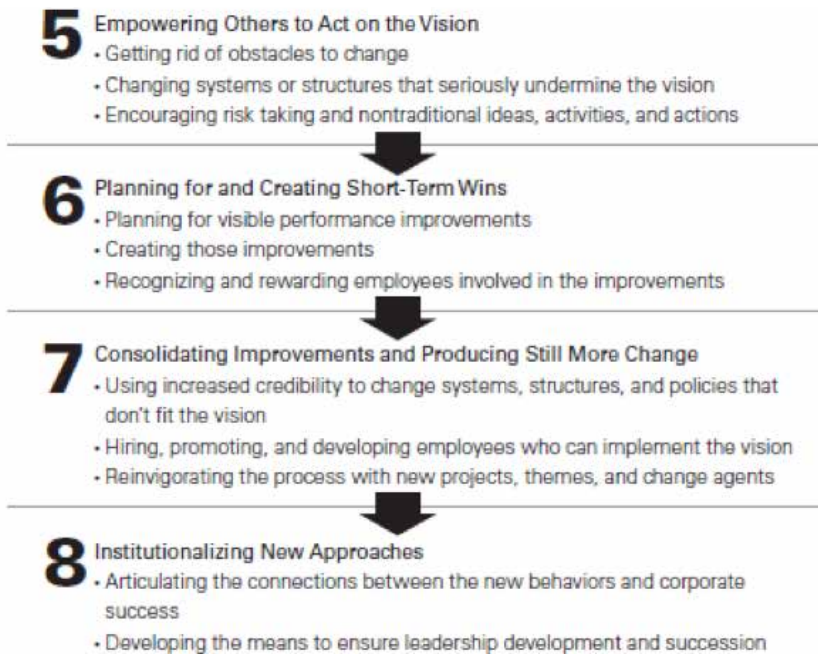 5 Empowering Others to Act on the Vision
• Getting rid of obstacles to change
• Changing systems or structures that seriously undermine the vision
• Encouraging risk taking and nontraditional ideas, activities, and actions
6 Planning for and Creating Short-Term Wins
• Planning for visible performance improvements
• Creating those improvements
• Recognizing and rewarding employees involved in the improvements
7 Consolidating Improvements and Producing Still More Change
• Using increased credibility to change systems, structures, and policies that
don't fit the vision
• Hiring, promoting, and developing employees who can implement the vision
• Reinvigorating the process with new projects, themes, and change agents
8 Institutionalizing New Approaches
• Articulating the connections between the new behaviors and corporate
success
• Developing the means to ensure leadership development and succession